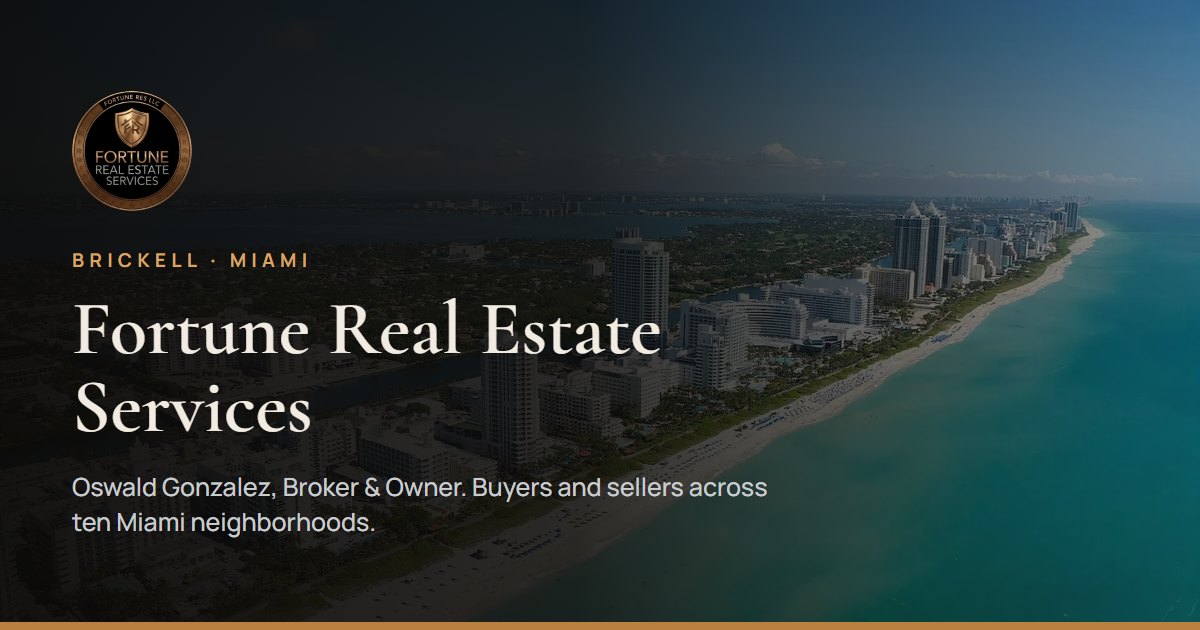 FORTUNE RES LLC
FR
FORTUNE
REAL ESTATE
SERVICES
BRICKELL · MIAMI
Fortune Real Estate
Services
Oswald Gonzalez, Broker & Owner. Buyers and sellers across
ten Miami neighborhoods.